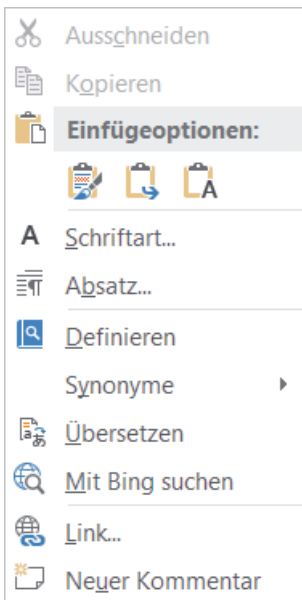 Ausschneiden
Kopieren
Einfügeoptionen:
A
A Schriftart...
Absatz...
Definieren
Synonyme
Übersetzen
Mit Bing suchen
Link...
Neuer Kommentar